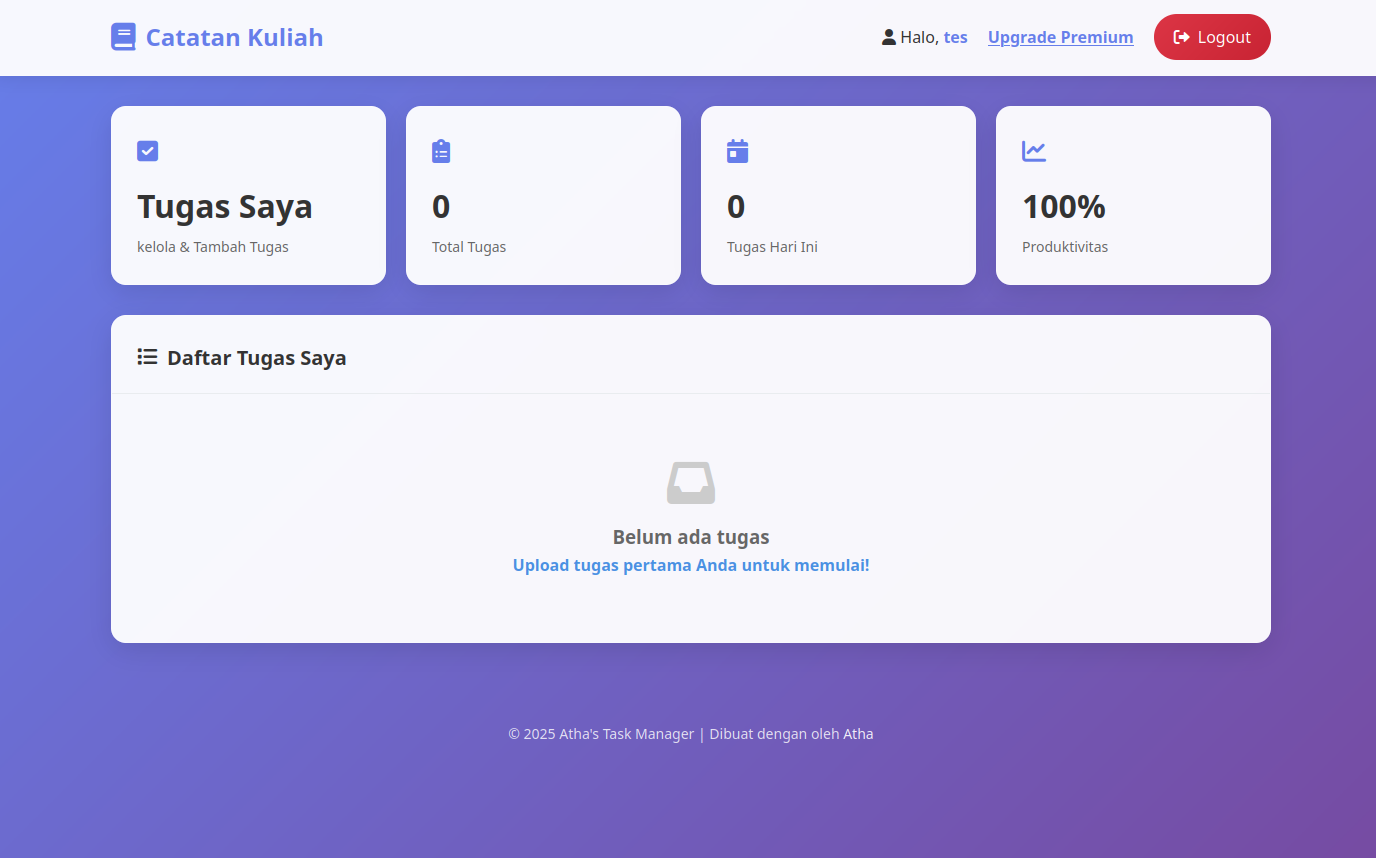 Catatan Kuliah
Halo, tes
Upgrade Premium
Logout
Tugas Saya
kelola & Tambah Tugas
0
Total Tugas
0
Tugas Hari Ini
100%
Produktivitas
Daftar Tugas Saya
Belum ada tugas
Upload tugas pertama Anda untuk memulai!
© 2025 Atha's Task Manager | Dibuat dengan oleh Atha